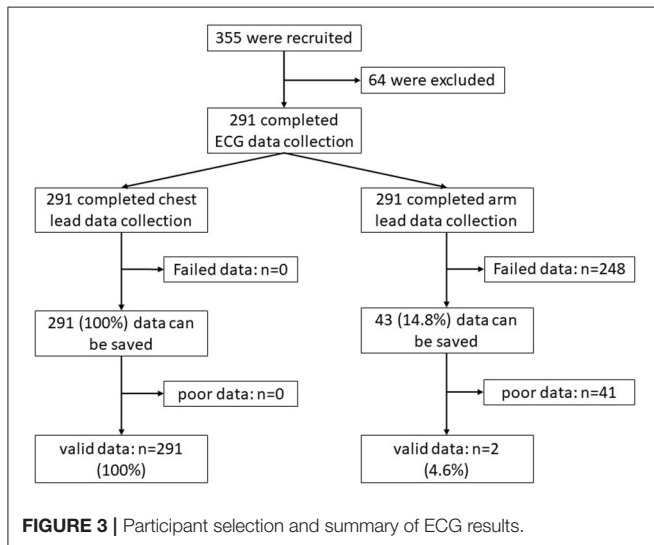 355 were recruited
64 were excluded
291 completed
ECG data collection
291 completed chest
lead data collection
291 completed arm
lead data collection
Failed data: n=0
Failed data: n=248
291 (100%) data can
be saved
43 (14.8%) data can
be saved
poor data: n=0
poor data: n=41
valid data: n=291
(100%)
valid data: n=2
(4.6%)
FIGURE 3 | Participant selection and summary of ECG results.